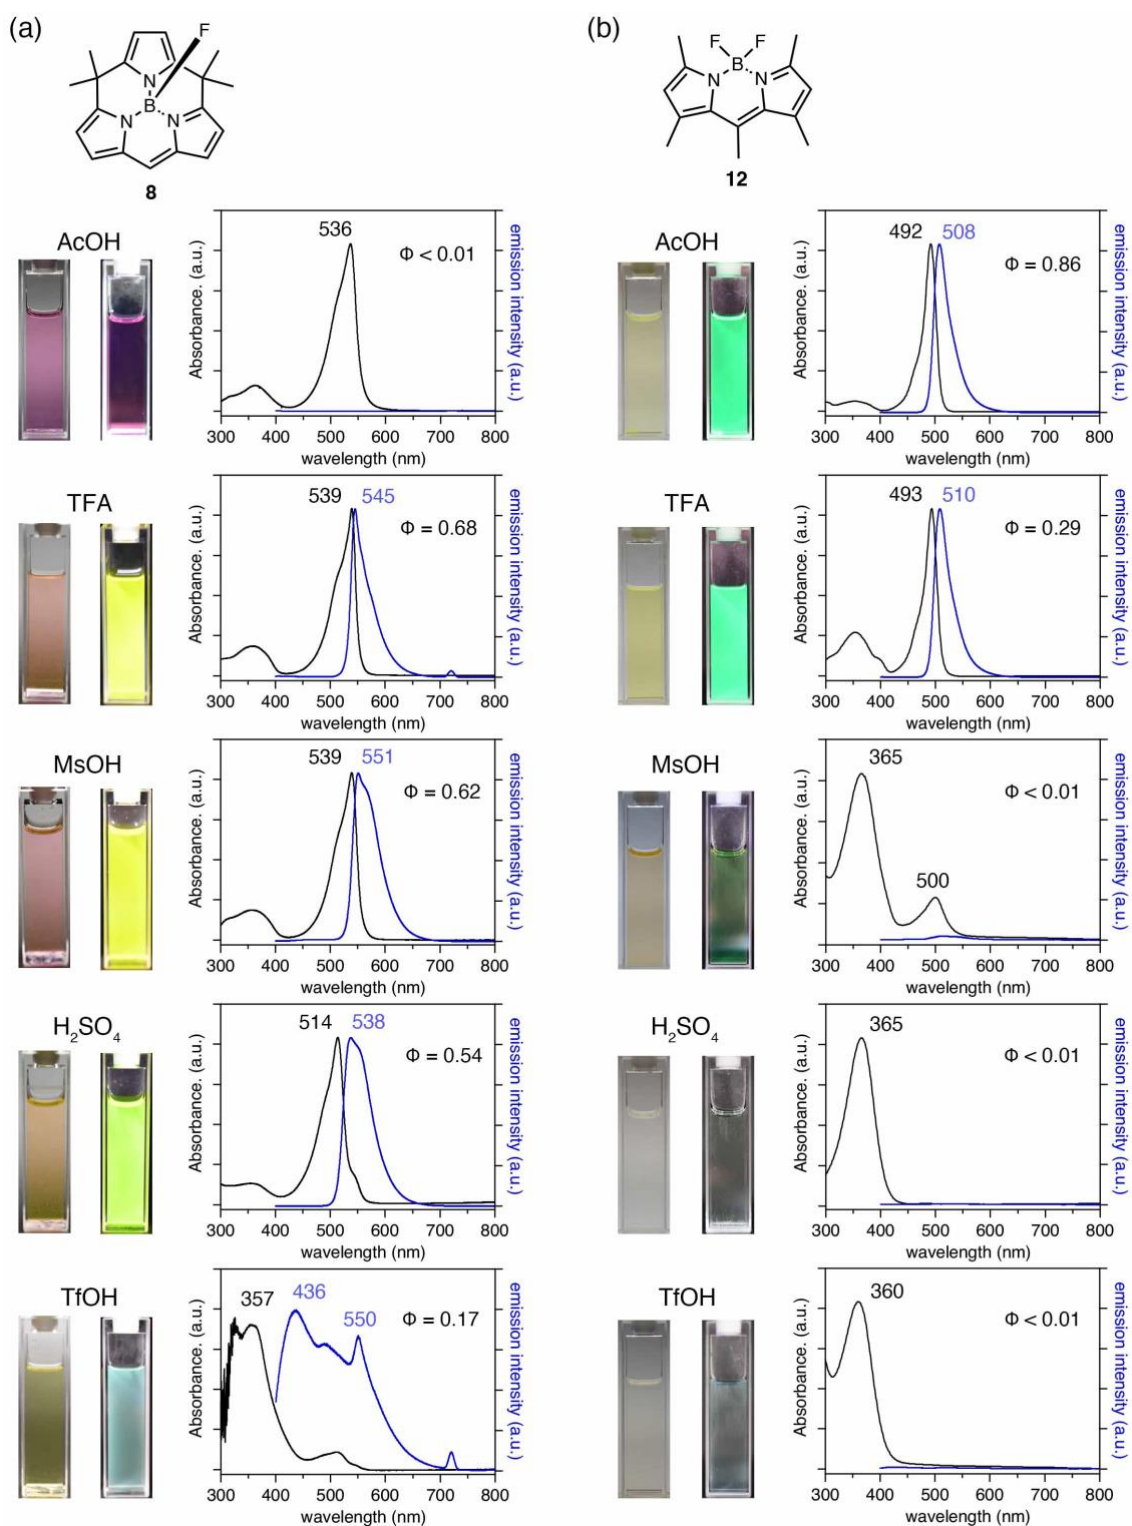 (a)
F
N
B
N
N
8
(b)
F
F
B
N
N
12
AcOH
536
Φ < 0.01
Absorbance. (a.u.)
emission intensity (a.u.)
300 400 500 600 700 800
wavelength (nm)
AcOH
492
508
Φ = 0.86
Absorbance. (a.u.)
emission intensity (a.u.)
300 400 500 600 700 800
wavelength (nm)
TFA
539
545
Φ = 0.68
Absorbance. (a.u.)
emission intensity (a.u.)
300 400 500 600 700 800
wavelength (nm)
TFA
493
510
Φ = 0.29
Absorbance. (a.u.)
emission intensity (a.u.)
300 400 500 600 700 800
wavelength (nm)
MsOH
539
551
Φ = 0.62
Absorbance. (a.u.)
emission intensity (a.u.)
300 400 500 600 700 800
wavelength (nm)
MsOH
365
500
Φ < 0.01
Absorbance. (a.u.)
emission intensity (a.u.)
300 400 500 600 700 800
wavelength (nm)
H₂SO₄
514
538
Φ = 0.54
Absorbance. (a.u.)
emission intensity (a.u.)
300 400 500 600 700 800
wavelength (nm)
H₂SO₄
365
Φ < 0.01
Absorbance. (a.u.)
emission intensity (a.u.)
300 400 500 600 700 800
wavelength (nm)
TfOH
357
436
550
Φ = 0.17
Absorbance. (a.u.)
emission intensity (a.u.)
300 400 500 600 700 800
wavelength (nm)
TfOH
360
Φ < 0.01
Absorbance. (a.u.)
emission intensity (a.u.)
300 400 500 600 700 800
wavelength (nm)